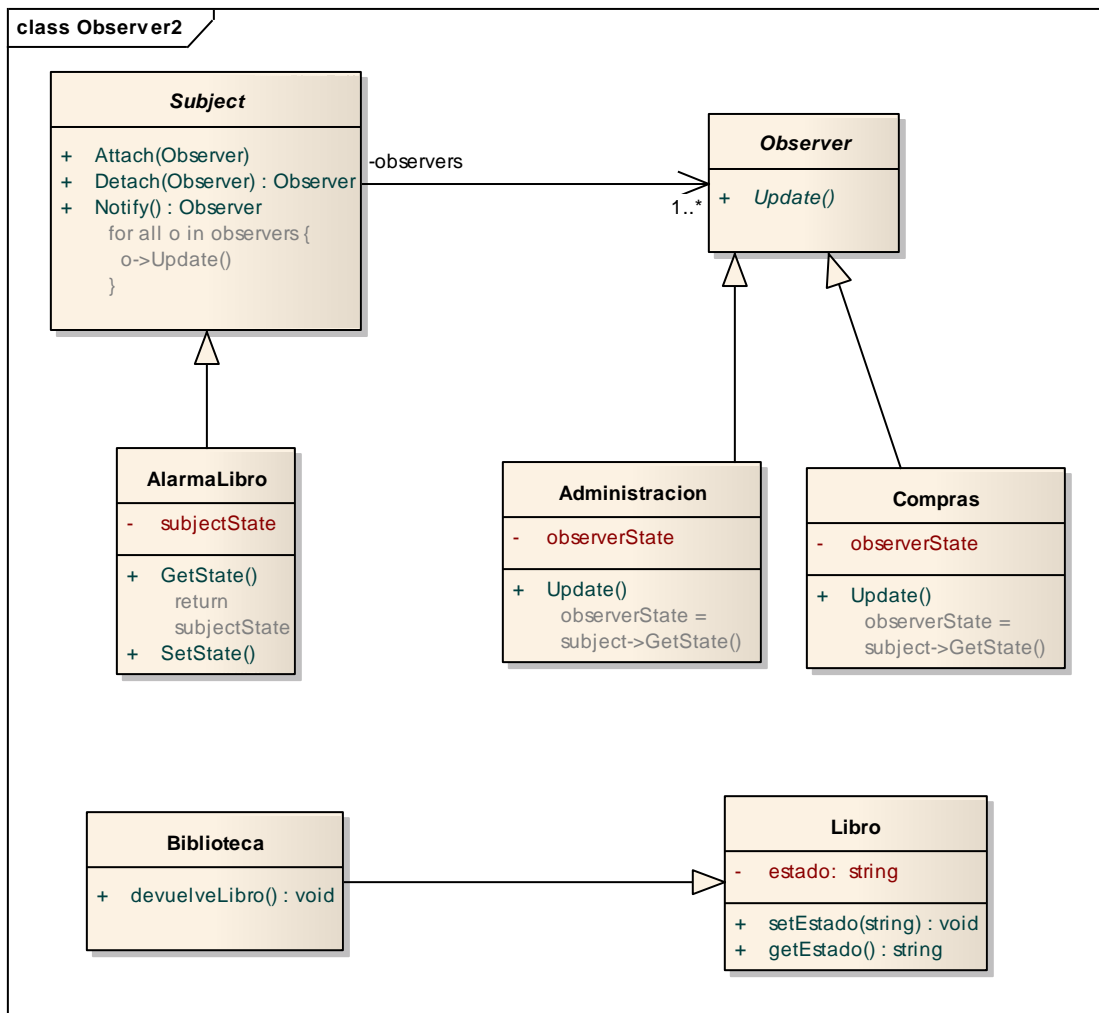 class Observer2
Subject
+ Attach(Observer)
+ Detach(Observer) : Observer
+ Notify() : Observer
for all o in observers {
o->Update()
}
-observers
1..*
Observer
+ Update()
AlarmaLibro
- subjectState
+ GetState()
return
subjectState
+ SetState()
Administracion
- observerState
+ Update()
observerState =
subject->GetState()
Compras
- observerState
+ Update()
observerState =
subject->GetState()
Biblioteca
+ devuelveLibro() : void
Libro
- estado: string
+ setEstado(string) : void
+ getEstado() : string